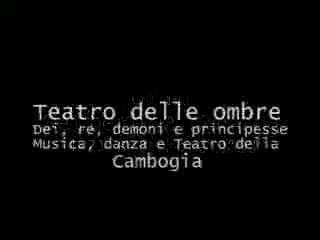 Teatro delle ombre
Dei, re, demoni e principesse
Musica, danza e Teatro della
Cambogia